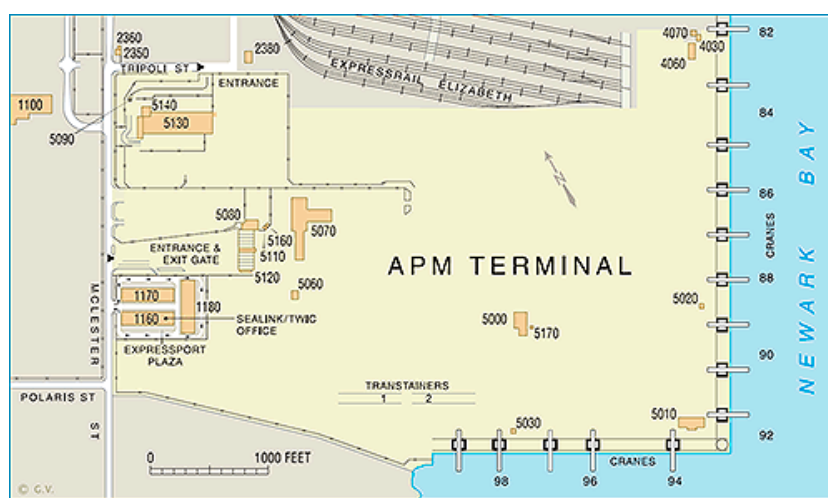 2360
2350
2380
4070
4030
4060
82
TRIPOLI ST
ENTRANCE
EXPRESSRAIL ELIZABETH
1100
5140
5130
5090
84
86
5080
5160
5070
5110
5120
ENTRANCE &
EXIT GATE
CRANES
NEWARK BAY
APM TERMINAL
88
5060
5020
1170
1180
1160
SEALINK/TWIC
OFFICE
5000
5170
MCLESTER ST
EXPRESSPORT
PLAZA
90
TRANSTAINERS
1 2
POLARIS ST
5030
5010
92
0 1000 FEET
CRANES
98 96 94
© G.V.